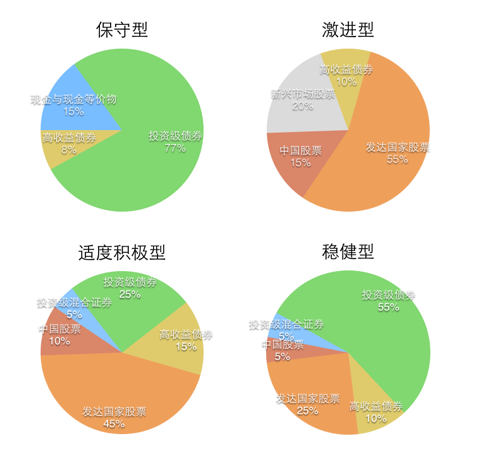 保守型
激进型
现金与现金等价物
15%
高收益债券
8%
投资级债券
77%
高收益债券
10%
新兴市场股票
20%
中国股票
15%
发达国家股票
55%
适度积极型
稳健型
投资级债券
25%
投资级混合证券
5%
中国股票
10%
高收益债券
15%
发达国家股票
45%
投资级债券
55%
投资级混合证券
5%
中国股票
5%
发达国家股票
25%
高收益债券
10%